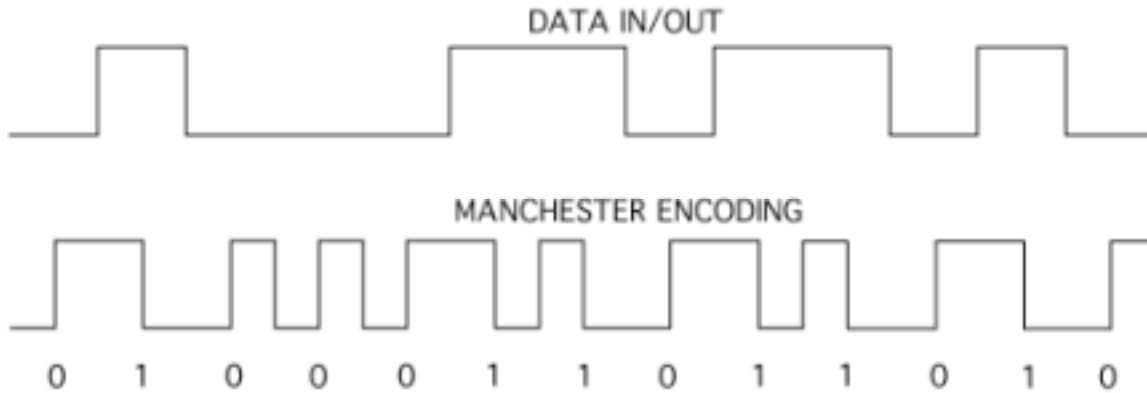 DATA IN/OUT
MANCHESTER ENCODING
0 1 0 0 0 1 1 0 1 1 0 1 0